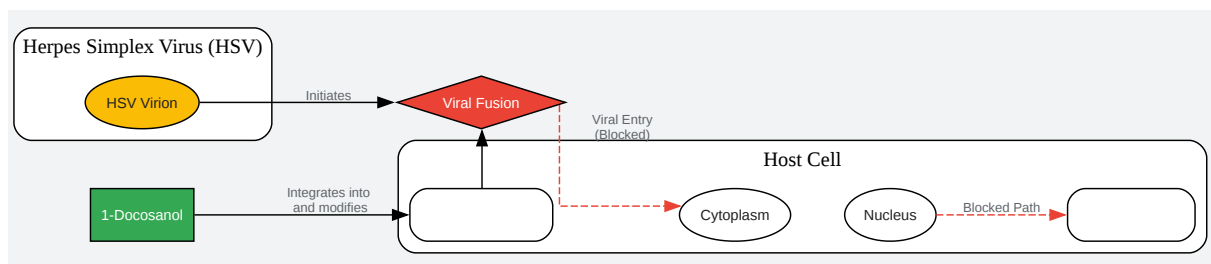 Herpes Simplex Virus (HSV)
HSV Virion
Initiates
Viral Fusion
Viral Entry
(Blocked)
Host Cell
1-Docosanol
Integrates into
and modifies
Cytoplasm
Nucleus
Blocked Path